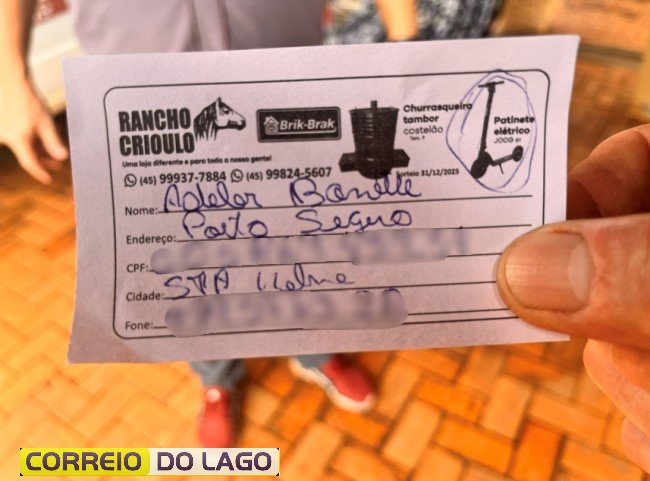 RANCHO CRIOULO
Brik-Brak
Churrasqueira tambor
costelão
Tam. P
Patinete elétrico
Uma loja diferente e para toda a nossa gente!
(45) 99937-7884 (45) 99824-5607
Sorteio 31/12/2025
Nome: Adelar
Endereço: Porto Seguro
CPF:
Cidade: STA Helena
Fone:
CORREIO DO LAGO